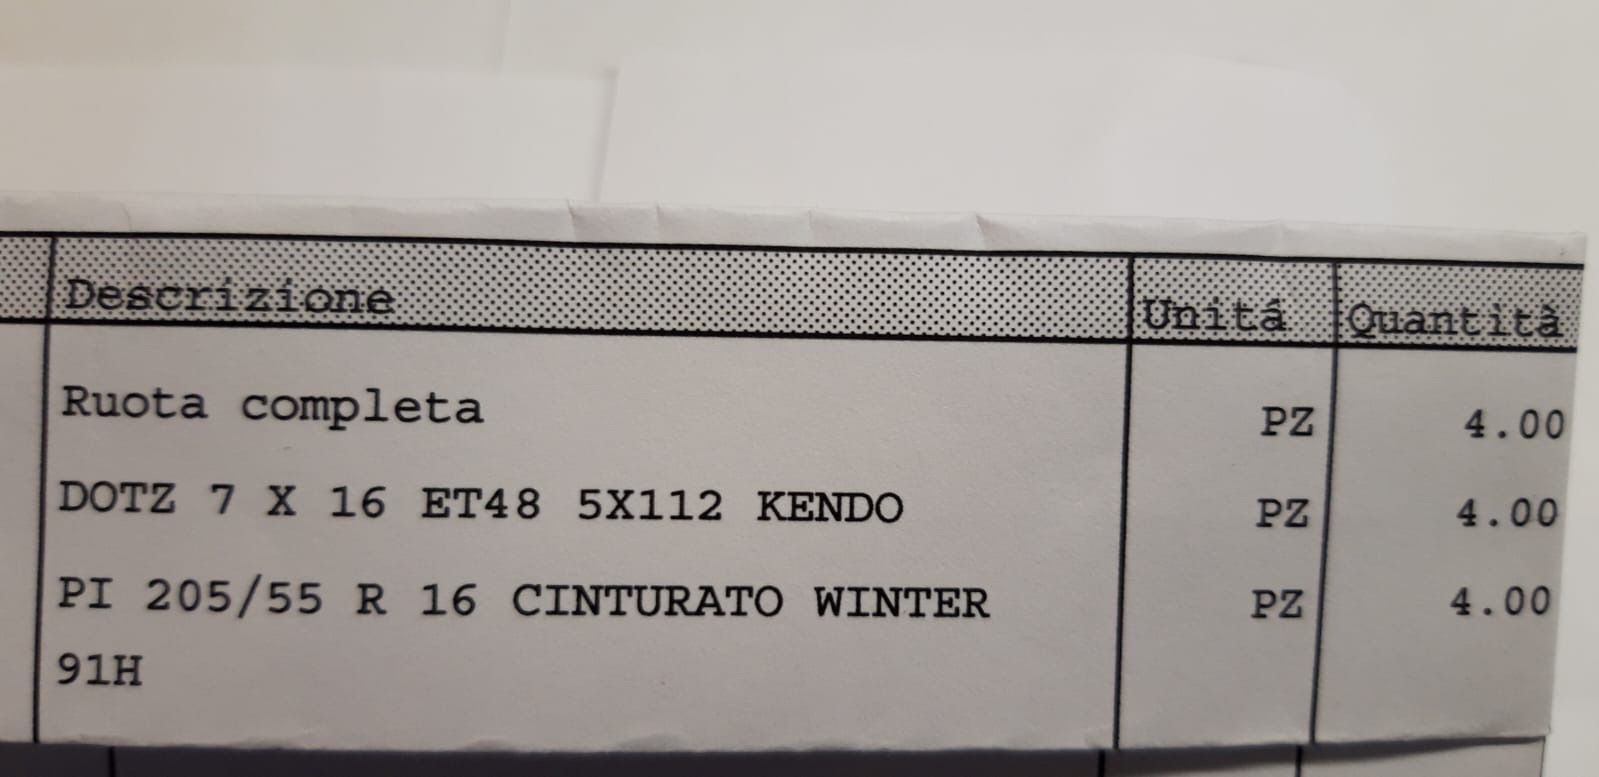 Descrizione Unitá Quantità
Ruota completa PZ 4.00
DOTZ 7 X 16 ET48 5X112 KENDO PZ 4.00
PI 205/55 R 16 CINTURATO WINTER PZ 4.00
91H